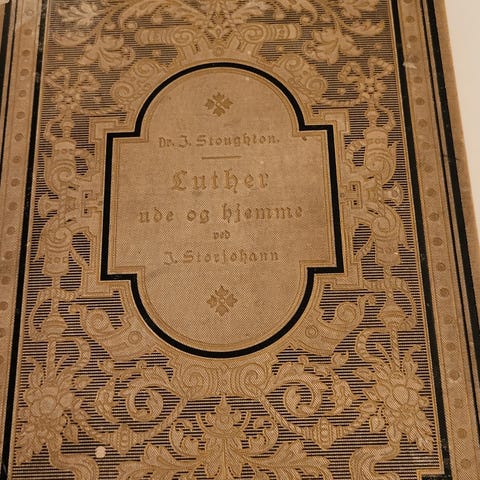 Dr. J. Stoughton.
Luther
ude og hjemme
ved
J. Storjohann